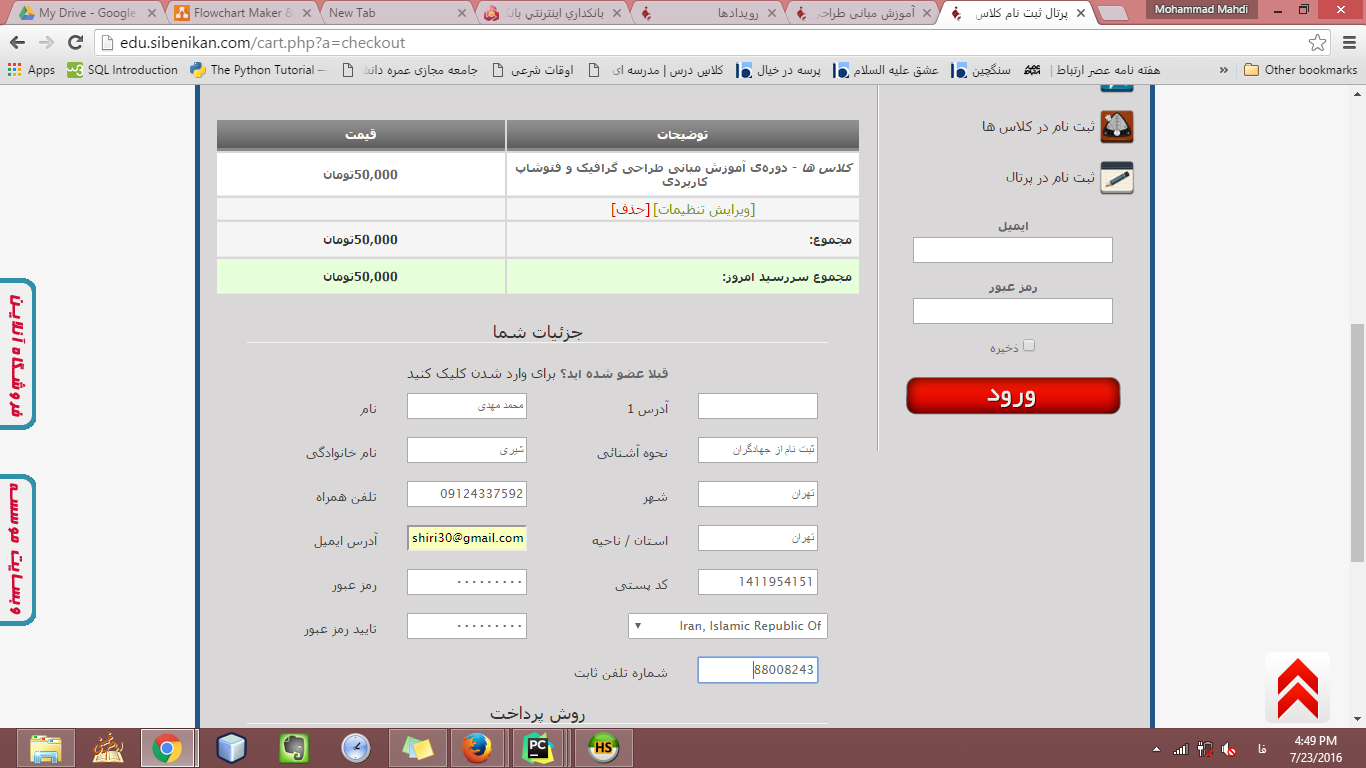 My Drive - Google
Flowchart Maker &
New Tab
بانکداري اینترنتي بانک
رویدادها
آموزش مبانی طراحی
پرتال ثبت نام کلاس
Mohammad Mahdi
edu.sibenikan.com/cart.php?a=checkout
Apps
SQL Introduction
The Python Tutorial —
جامعه مجازی عمره دانش
اوقات شرعی
کلاسِ درس | مدرسه ای
پرسه در خیال
عشق علیه السلام
سنگچین
هفته نامه عصر ارتباط |
»
Other bookmarks
ثبت نام در کلاس ها
ثبت نام در پرتال
ایمیل
رمز عبور
ذخیره
ورود
توضیحات
قیمت
کلاس ها - دوره‌ی آموزش مبانی طراحی گرافیک و فتوشاپ
کاربردی
50,000تومان
[ویرایش تنظیمات] [حذف]
مجموع:
50,000تومان
مجموع سررسید امروز:
50,000تومان
جزئیات شما
قبلا عضو شده اید؟ برای وارد شدن کلیک کنید
نام
محمد مهدی
آدرس 1
نام خانوادگی
شیری
نحوه آشنائی
ثبت نام از جهادگران
تلفن همراه
09124337592
شهر
تهران
آدرس ایمیل
shiri30@gmail.com
استان / ناحیه
تهران
رمز عبور
کد پستی
1411954151
تایید رمز عبور
Iran, Islamic Republic Of
شماره تلفن ثابت
88008243
روش پرداخت
فروشگاه آنلاین
وبسایت موسسه
PC
HS
فا
4:49 PM
7/23/2016